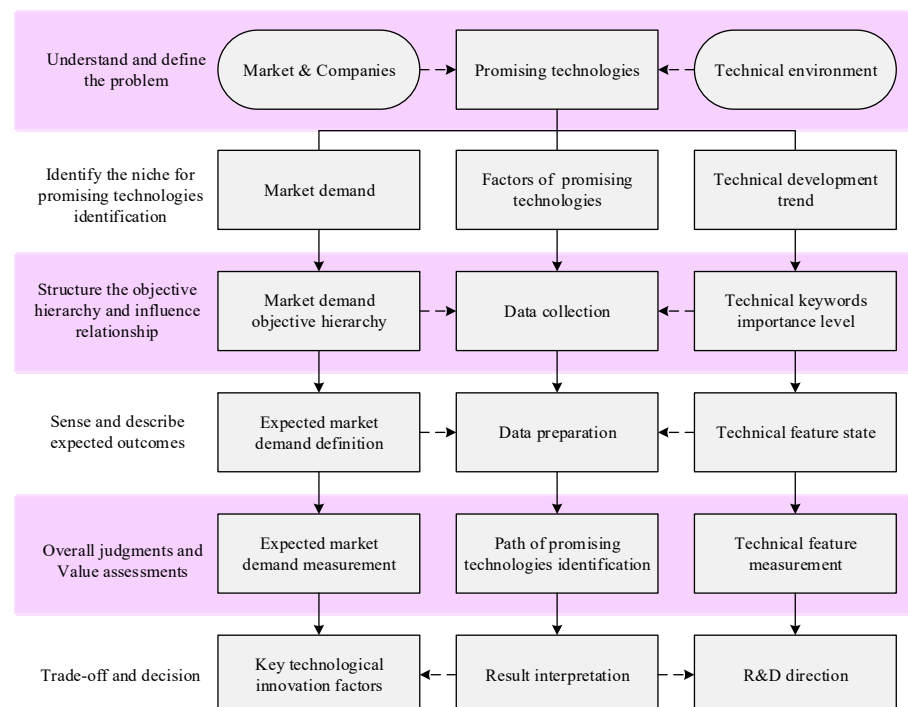 Understand and define
the problem
Market & Companies
Promising technologies
Technical environment
Identify the niche for
promising technologies
identification
Market demand
Factors of promising
technologies
Technical development
trend
Structure the objective
hierarchy and influence
relationship
Market demand
objective hierarchy
Data collection
Technical keywords
importance level
Sense and describe
expected outcomes
Expected market
demand definition
Data preparation
Technical feature state
Overall judgments and
Value assessments
Expected market
demand measurement
Path of promising
technologies identification
Technical feature
measurement
Trade-off and decision
Key technological
innovation factors
Result interpretation
R&D direction